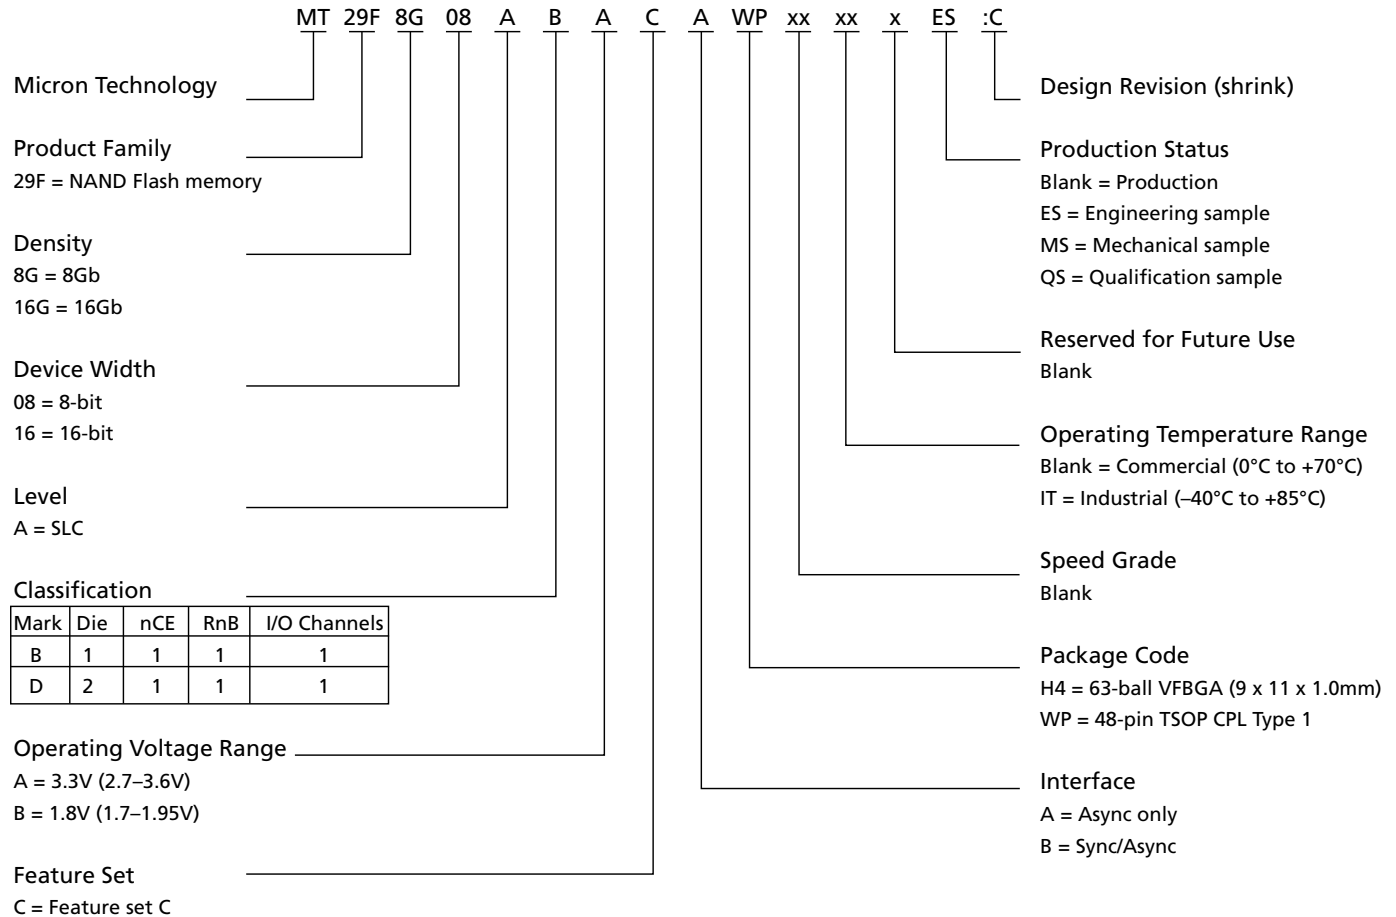 MT 29F 8G 08 A B A C A WP xx xx x ES :C
Micron Technology
Product Family
29F = NAND Flash memory
Density
8G = 8Gb
16G = 16Gb
Device Width
08 = 8-bit
16 = 16-bit
Level
A = SLC
Classification
Mark Die nCE RnB I/O Channels
B 1 1 1 1
D 2 1 1 1
Operating Voltage Range
A = 3.3V (2.7–3.6V)
B = 1.8V (1.7–1.95V)
Feature Set
C = Feature set C
Design Revision (shrink)
Production Status
Blank = Production
ES = Engineering sample
MS = Mechanical sample
QS = Qualification sample
Reserved for Future Use
Blank
Operating Temperature Range
Blank = Commercial (0°C to +70°C)
IT = Industrial (–40°C to +85°C)
Speed Grade
Blank
Package Code
H4 = 63-ball VFBGA (9 x 11 x 1.0mm)
WP = 48-pin TSOP CPL Type 1
Interface
A = Async only
B = Sync/Async